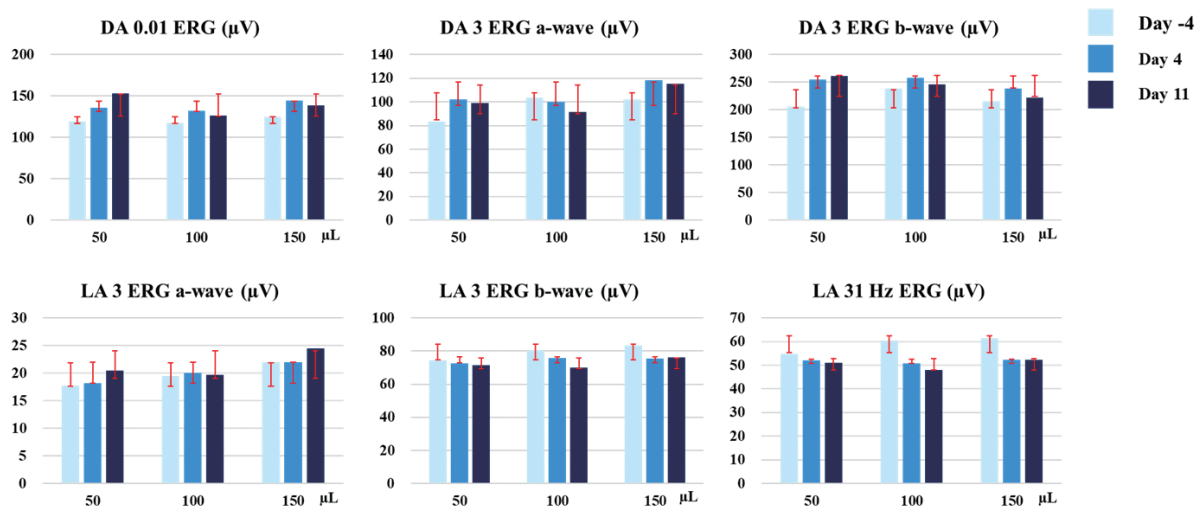 DA 0.01 ERG (µV)
200
150
100
50
0
50 100 150 µL
DA 3 ERG a-wave (µV)
140
120
100
80
60
40
20
0
50 100 150 µL
DA 3 ERG b-wave (µV)
300
250
200
150
100
50
0
50 100 150 µL
Day -4
Day 4
Day 11
LA 3 ERG a-wave (µV)
30
25
20
15
10
5
0
50 100 150 µL
LA 3 ERG b-wave (µV)
100
80
60
40
20
0
50 100 150 µL
LA 31 Hz ERG (µV)
70
60
50
40
30
20
10
0
50 100 150 µL